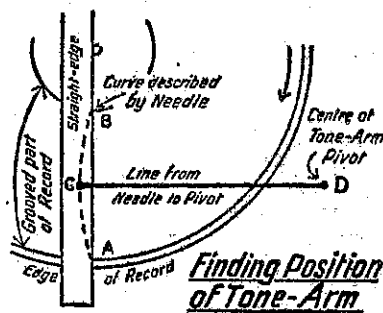 Straight-edge
Curve described
by Needle
B
Grooved part
of Record
Centre of
Tone-Arm
Pivot
C
Line from
Needle to Pivot
D
A
Edge of Record
Finding Position
of Tone-Arm